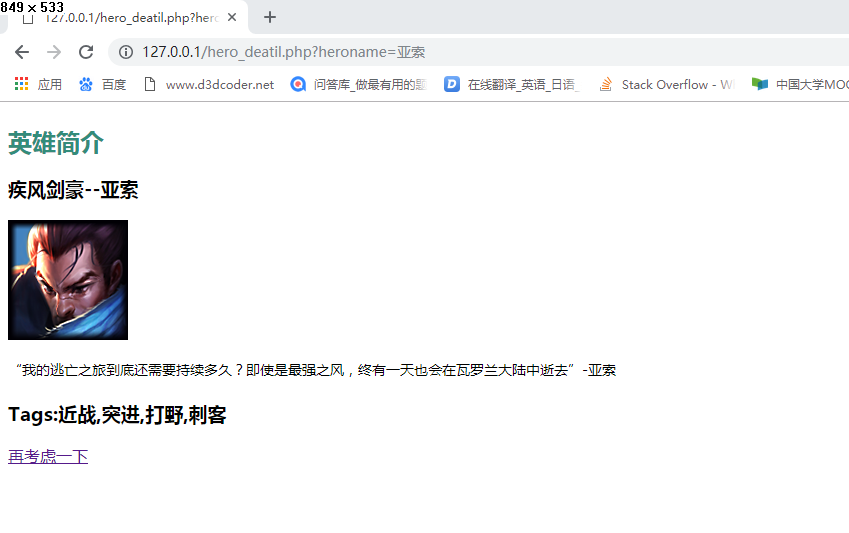 849 × 533
127.0.0.1/hero_deatil.php?hero
127.0.0.1/hero_deatil.php?heroname=亚索
应用 百度 www.d3dcoder.net 问答库_做最有用的 在线翻译_英语_日语_ Stack Overflow - W 中国大学MOO
英雄简介
疾风剑豪--亚索
“我的逃亡之旅到底还需要持续多久？即使是最强之风，终有一天也会在瓦罗兰大陆中逝去”-亚索
Tags:近战,突进,打野,刺客
再考虑一下